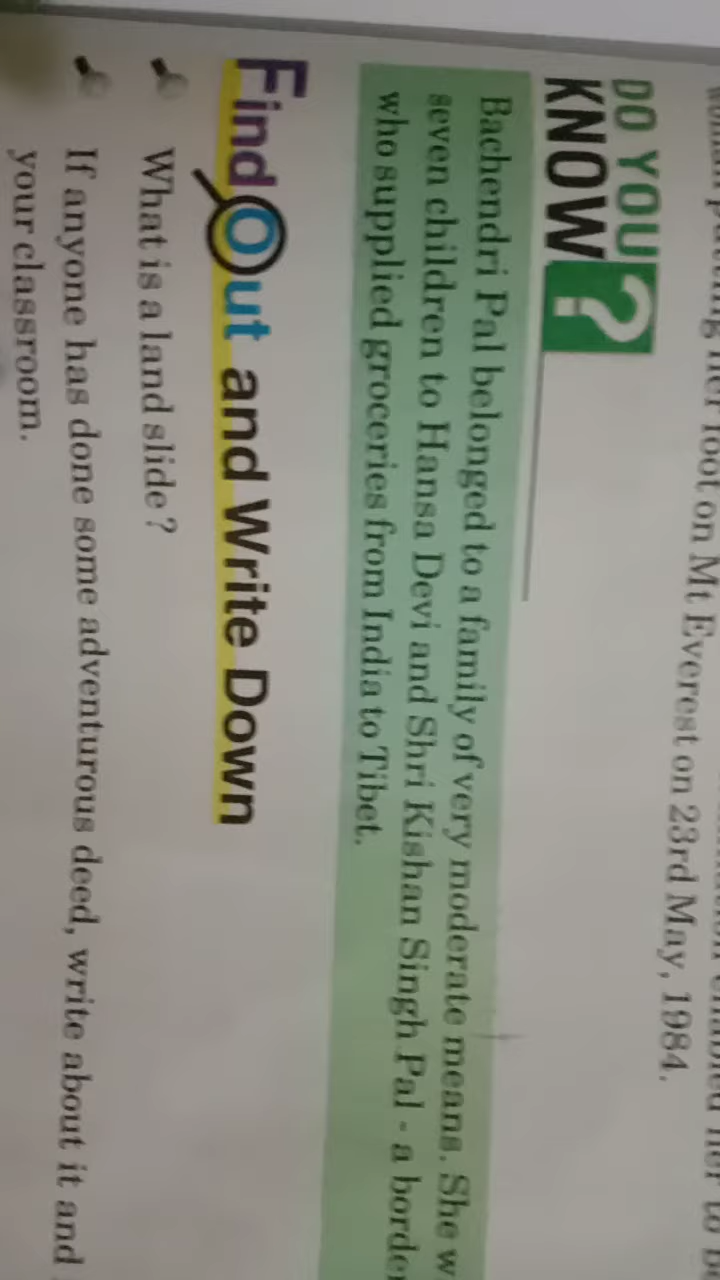 foot on Mt Everest on 23rd May, 1984.
DO YOU
KNOW?
Bachendri Pal belonged to a family of very moderate means. She
seven children to Hansa Devi and Shri Kishan Singh Pal - a
who supplied groceries from India to Tibet.
Find Out and Write Down
What is a land slide?
If anyone has done some adventurous deed, write about it and
your classroom.